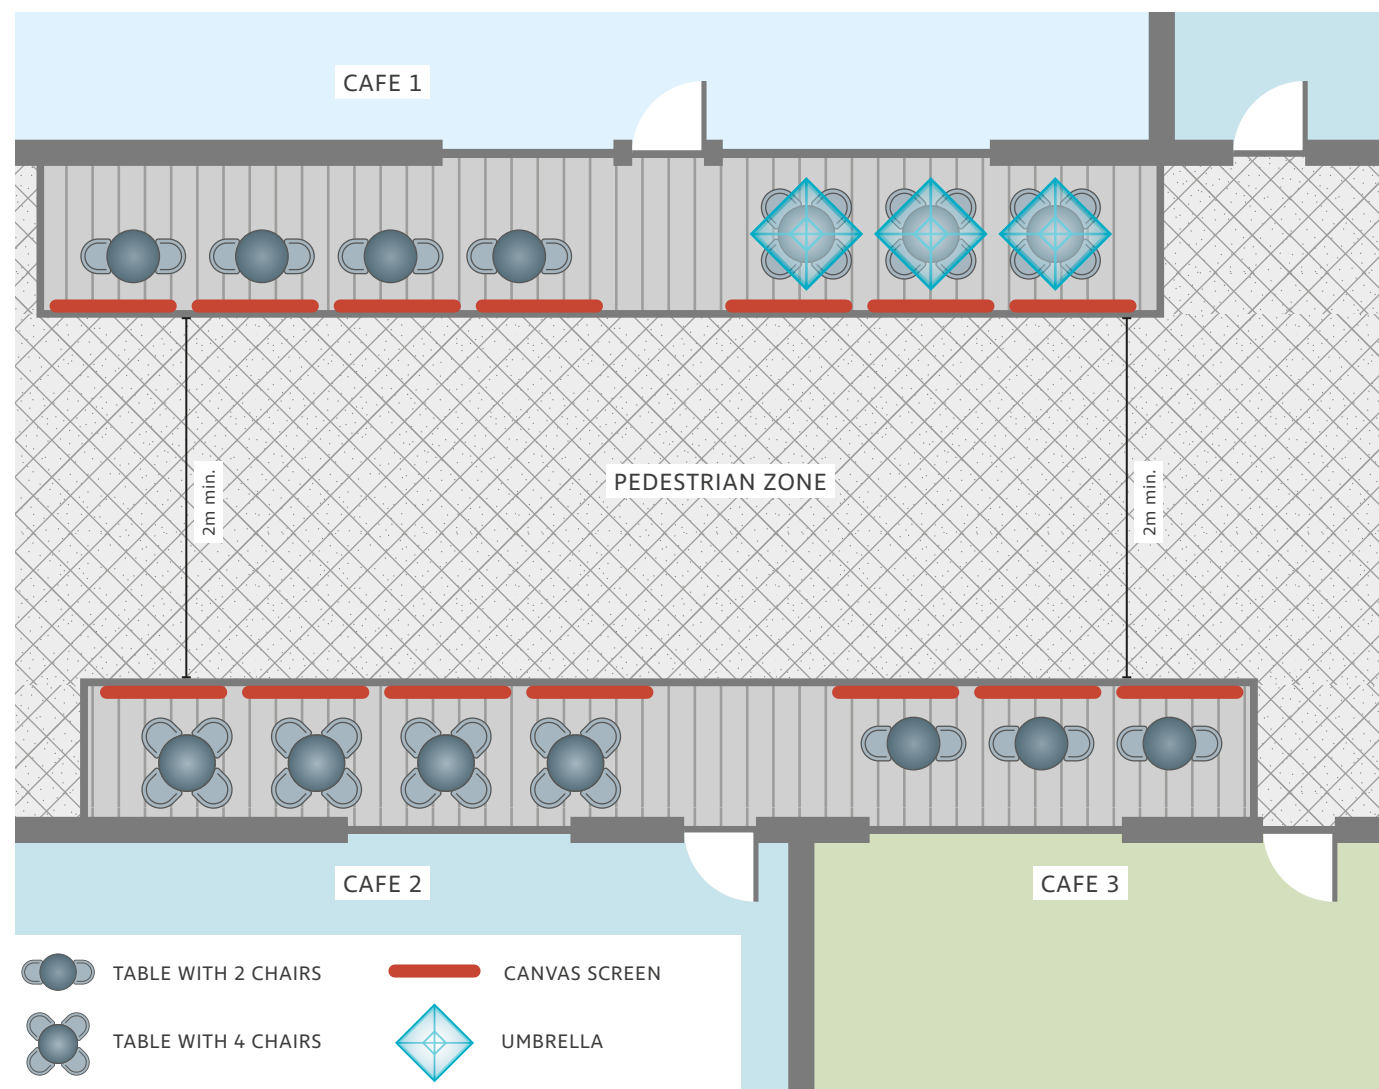 CAFE 1
2m min.
PEDESTRIAN ZONE
2m min.
CAFE 2
CAFE 3
TABLE WITH 2 CHAIRS
CANVAS SCREEN
TABLE WITH 4 CHAIRS
UMBRELLA